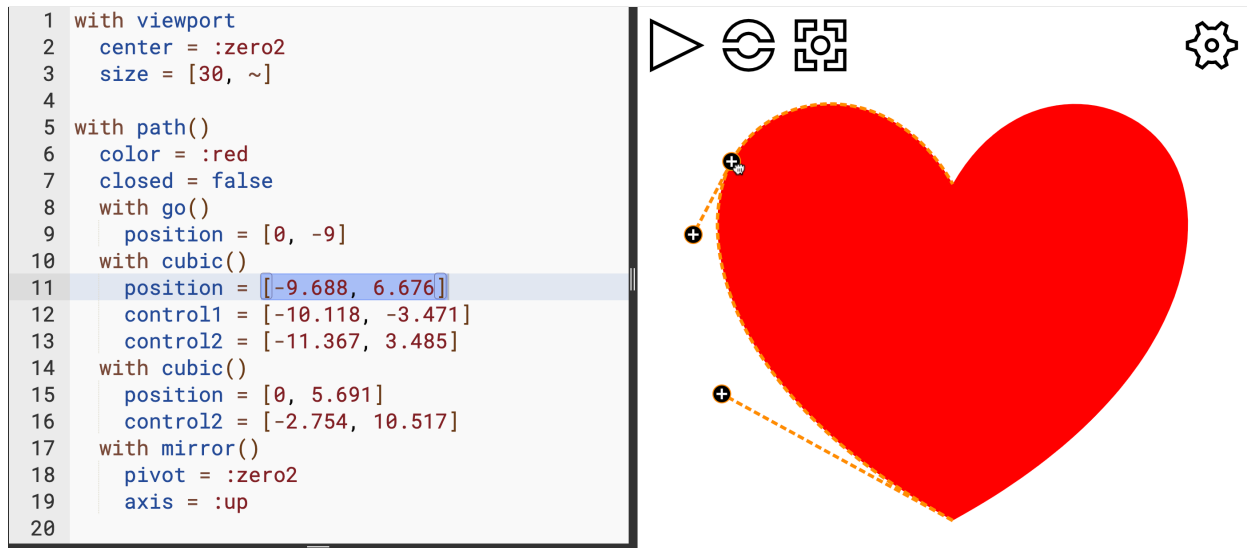 1 with viewport
2   center = :zero2
3   size = [30, ~]
4
5 with path()
6   color = :red
7   closed = false
8   with go()
9     position = [0, -9]
10   with cubic()
11     position = [-9.688, 6.676]
12     control1 = [-10.118, -3.471]
13     control2 = [-11.367, 3.485]
14   with cubic()
15     position = [0, 5.691]
16     control2 = [-2.754, 10.517]
17   with mirror()
18     pivot = :zero2
19     axis = :up
20